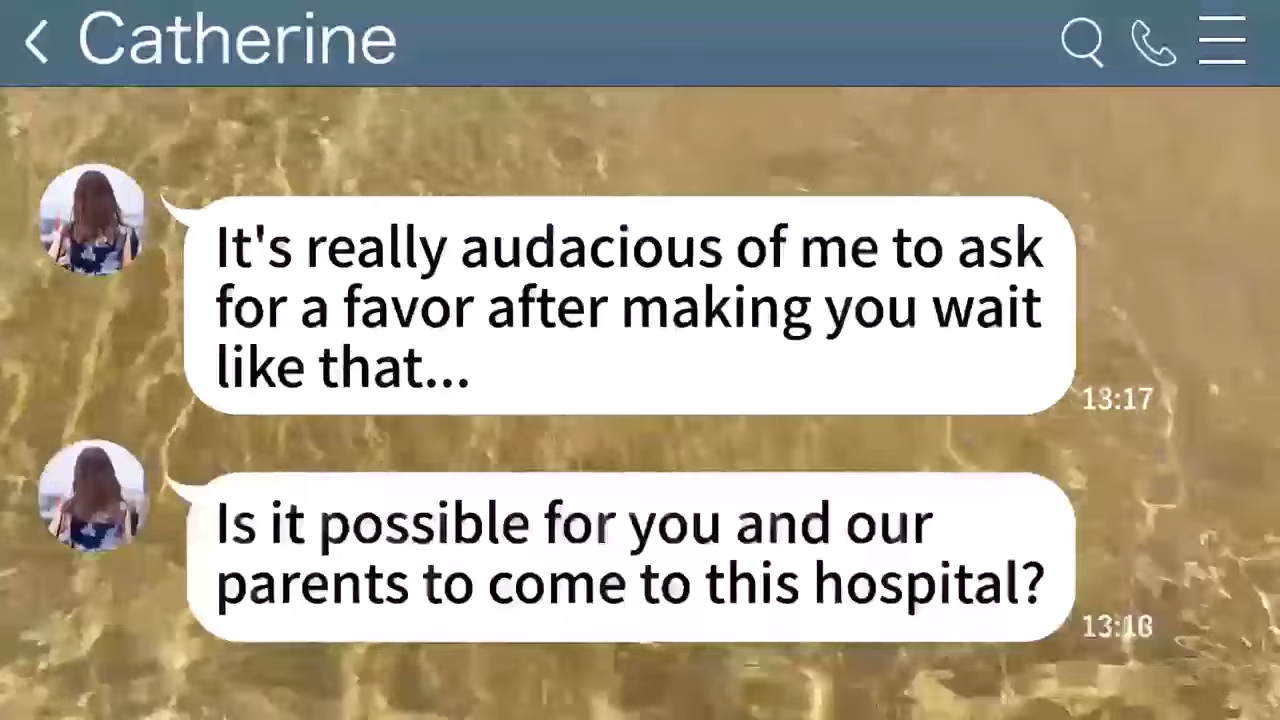 Catherine
It's really audacious of me to ask
for a favor after making you wait
like that...
13:17
Is it possible for you and our
parents to come to this hospital?
13:18